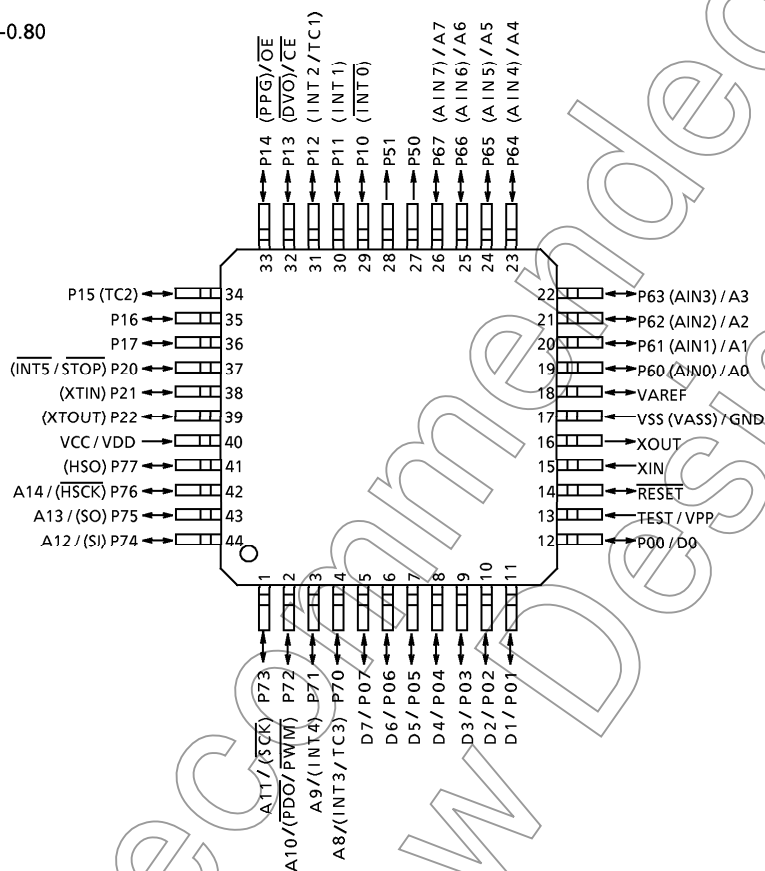 -0.80
P14 (PPG)/OE
P13 (DVO)/CE
P12 (INT2/TC1)
P11 (INT1)
P10 (INT0)
P51
P50
P67 (AIN7)/A7
P66 (AIN6)/A6
P65 (AIN5)/A5
P64 (AIN4)/A4
33 32 31 30 29 28 27 26 25 24 23
P15 (TC2) 34
P16 35
P17 36
(INT5 / STOP) P20 37
(XTIN) P21 38
(XTOUT) P22 39
VCC / VDD 40
(HSO) P77 41
A14 / (HSCK) P76 42
A13 / (SO) P75 43
A12 / (SI) P74 44
22 P63 (AIN3) / A3
21 P62 (AIN2) / A2
20 P61 (AIN1) / A1
19 P60 (AIN0) / A0
18 VAREF
17 VSS (VASS) / GND
16 XOUT
15 XIN
14 RESET
13 TEST / VPP
12 P00 / D0
1 2 3 4 5 6 7 8 9 10 11
A11/(SCK) P73
A10/(PDO/PWM) P72
A9/(INT4) P71
A8/(INT3/TC3) P70
D7/ P07
D6/ P06
D5/ P05
D4/ P04
D3/ P03
D2/ P02
D1/ P01
ecommended
w Desi